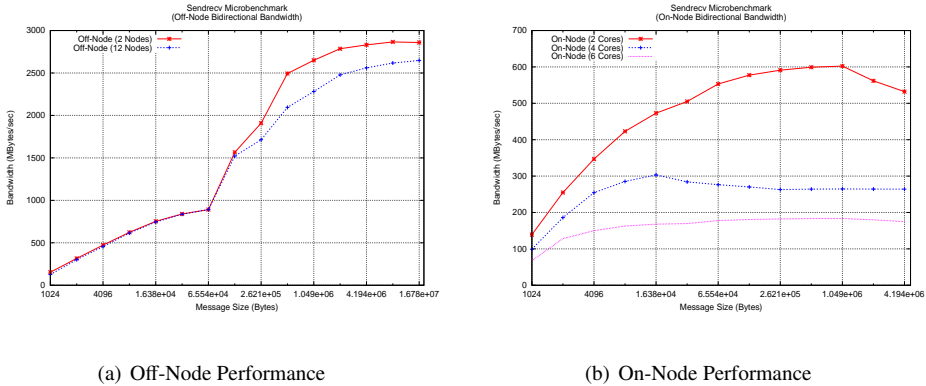 Sendrecv Microbenchmark
(Off-Node Bidirectional Bandwidth)
Off-Node (2 Nodes)
Off-Node (12 Nodes)
3000
2500
2000
1500
1000
500
0
Bandwidth (MBytes/sec)
1024 4096 1.638e+04 6.554e+04 2.621e+05 1.049e+06 4.194e+06 1.678e+07
Message Size (Bytes)
(a) Off-Node Performance
Sendrecv Microbenchmark
(On-Node Bidirectional Bandwidth)
On-Node (2 Cores)
On-Node (4 Cores)
On-Node (6 Cores)
700
600
500
400
300
200
100
0
Bandwidth (MBytes/sec)
1024 4096 1.638e+04 6.554e+04 2.621e+05 1.049e+06 4.194e+06
Message Size (Bytes)
(b) On-Node Performance